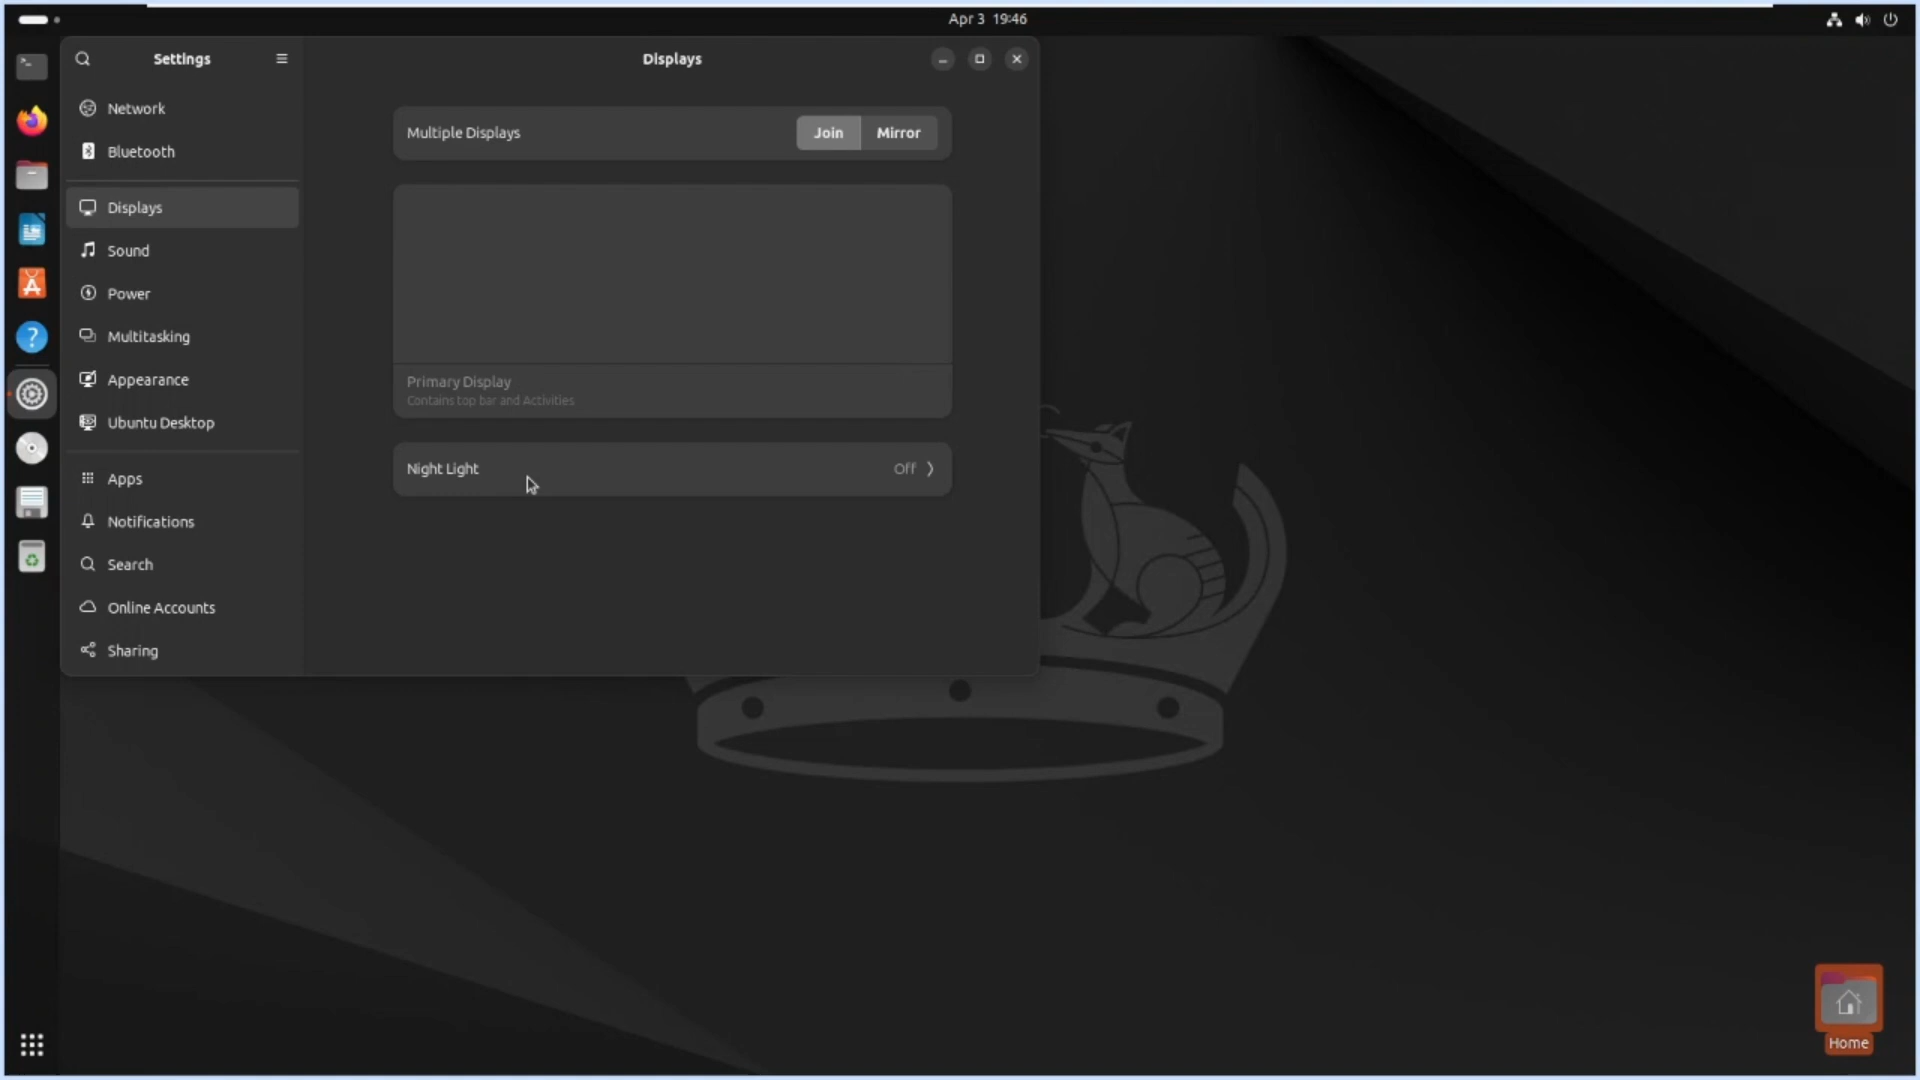 Apr 3 19:46
Settings
Displays
Network
Bluetooth
Displays
Sound
Power
Multitasking
Appearance
Ubuntu Desktop
Apps
Notifications
Search
Online Accounts
Sharing
Multiple Displays
Join
Mirror
Primary Display
Contains top bar and Activities
Night Light
Off
Home